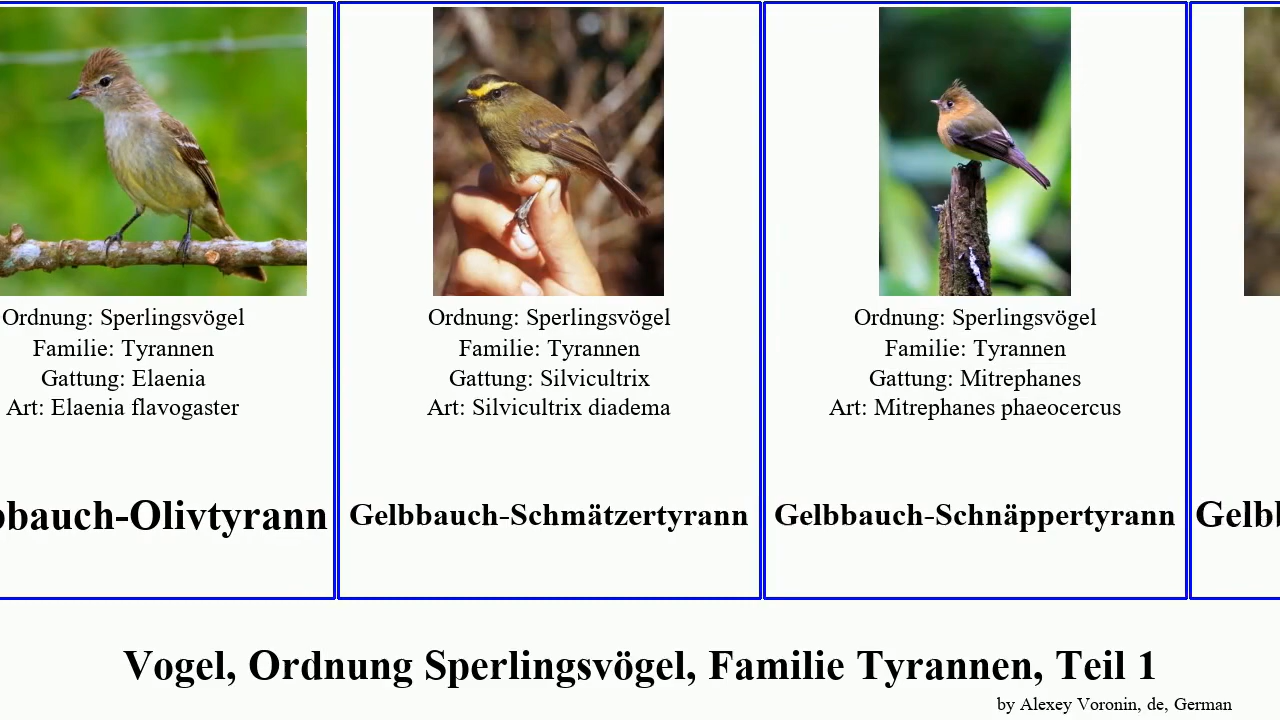 Ordnung: Sperlingsvögel
Familie: Tyrannen
Gattung: Elaenia
Art: Elaenia flavogaster
bbauch-Olivtyrann
Ordnung: Sperlingsvögel
Familie: Tyrannen
Gattung: Silvicultrix
Art: Silvicultrix diadema
Gelbbauch-Schmätzertyrann
Ordnung: Sperlingsvögel
Familie: Tyrannen
Gattung: Mitrephanes
Art: Mitrephanes phaeocercus
Gelbbauch-Schnäppertyrann
Gelbb
Vogel, Ordnung Sperlingsvögel, Familie Tyrannen, Teil 1
by Alexey Voronin, de, German